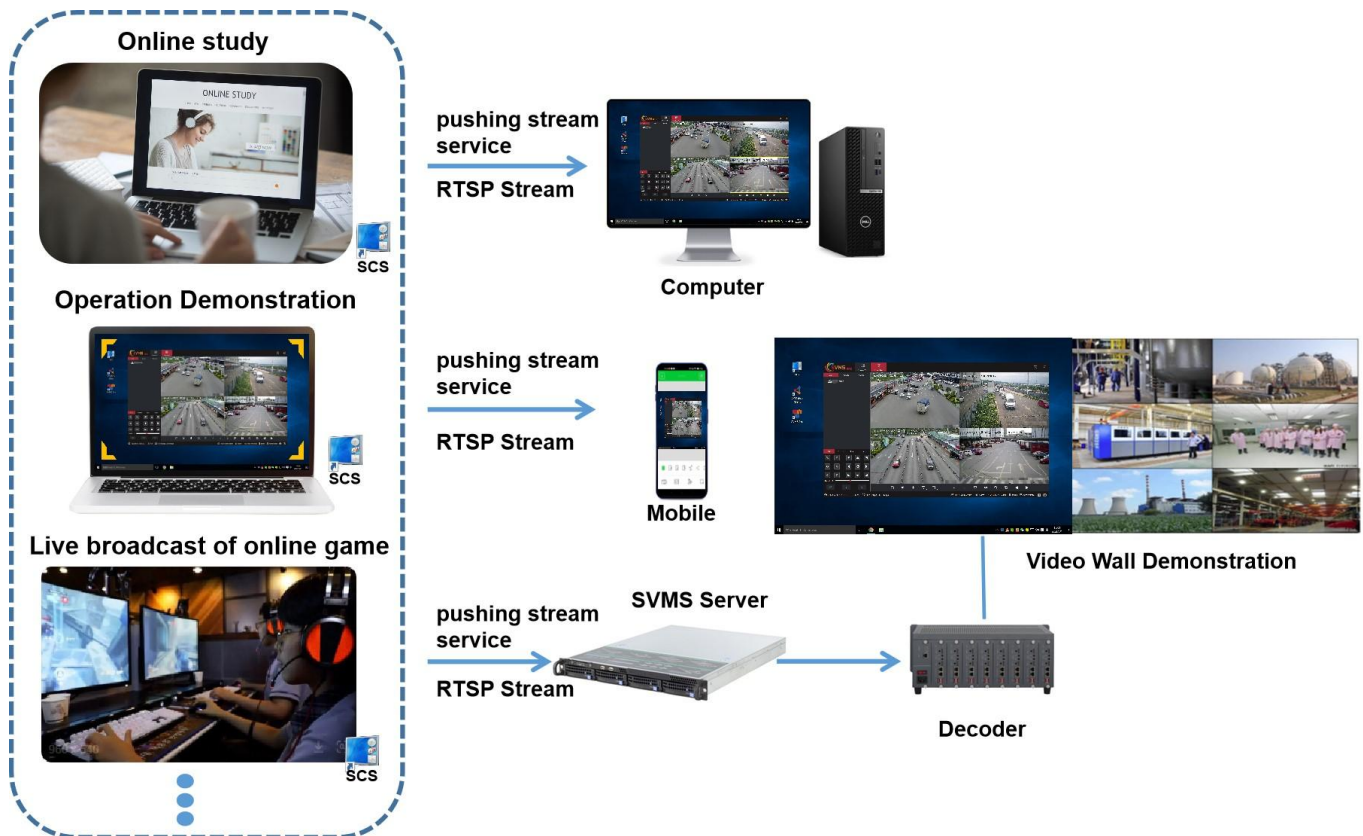 Online study
ONLINE STUDY
SCS
Operation Demonstration
SCS
Live broadcast of online game
SCS
pushing stream
service
RTSP Stream
Computer
pushing stream
service
RTSP Stream
Mobile
Video Wall Demonstration
pushing stream
service
RTSP Stream
SVMS Server
Decoder